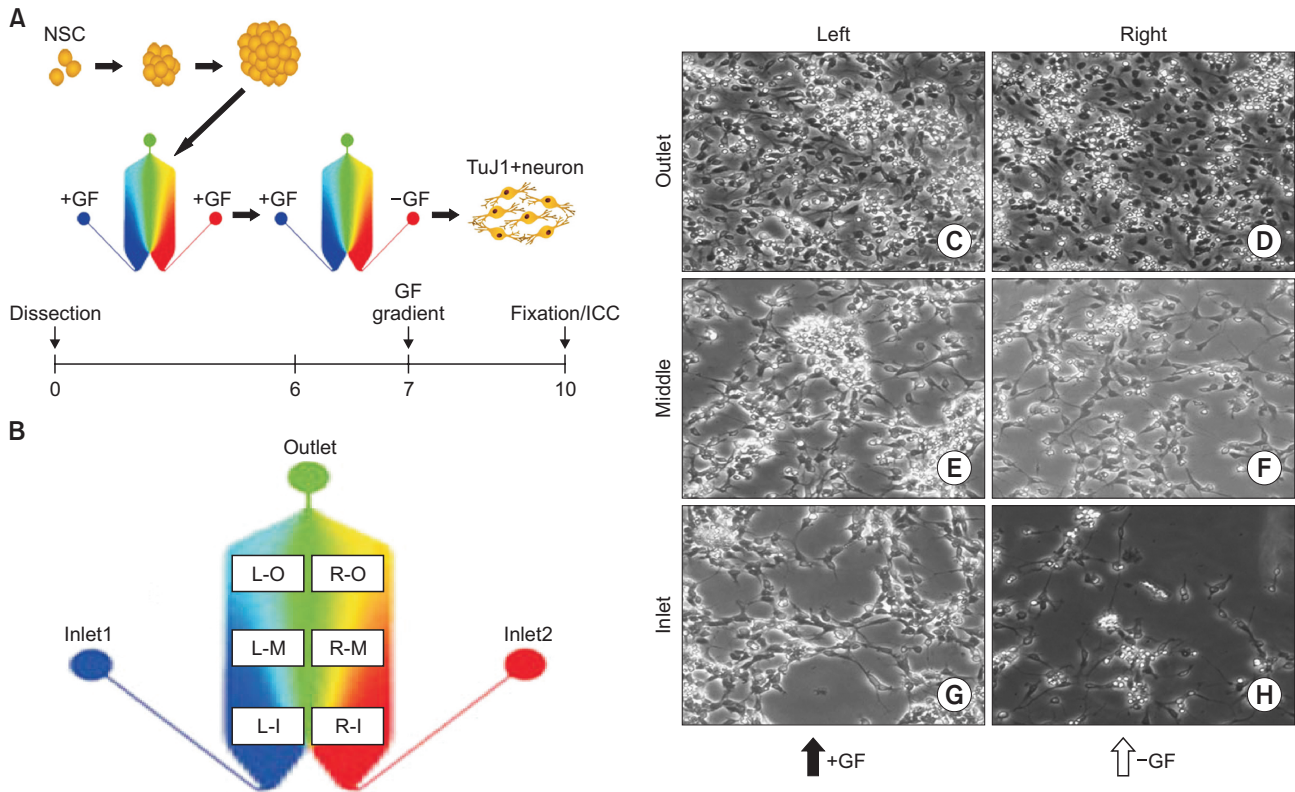 A
NSC
+GF
+GF
+GF
−GF
TuJ1+neuron
Dissection
GF
gradient
Fixation/ICC
0
6
7
10
B
Outlet
L-O
R-O
Inlet1
L-M
R-M
Inlet2
L-I
R-I
Left
Right
Outlet
C
D
Middle
E
F
Inlet
G
H
+GF
−GF